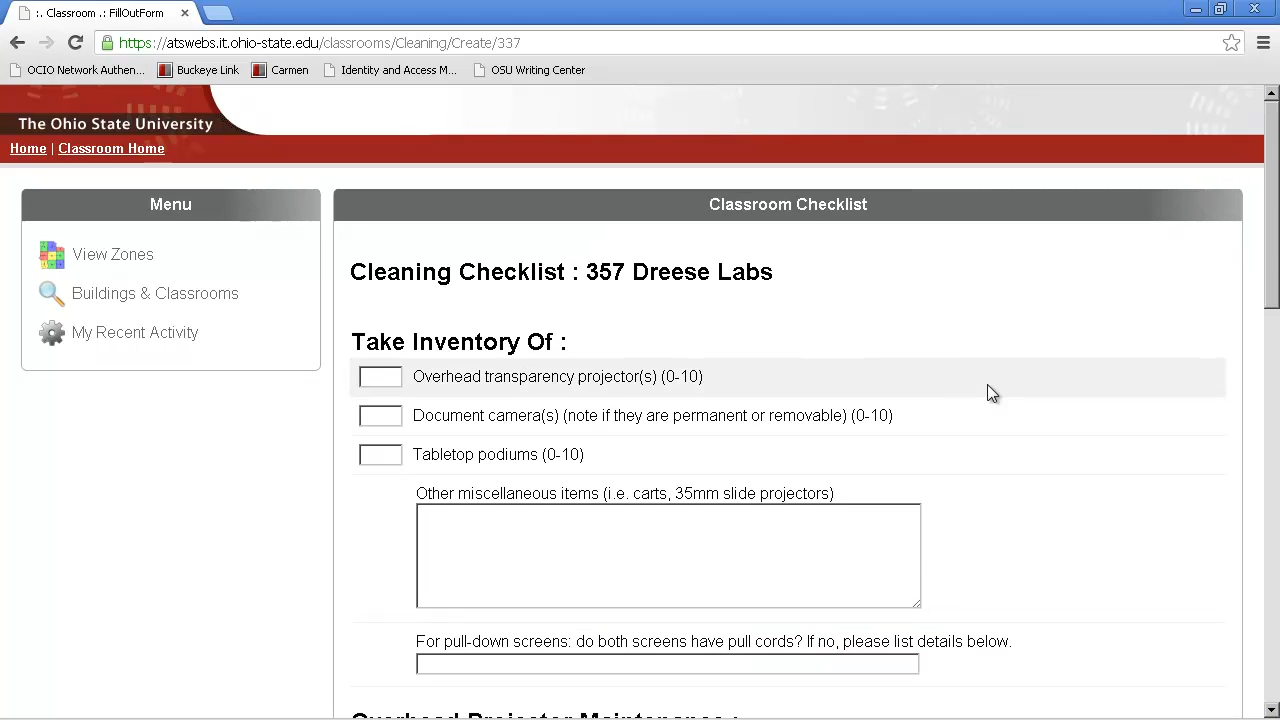 :. Classroom .: FillOutForm
https://atswebs.it.ohio-state.edu/classrooms/Cleaning/Create/337
OCIO Network Authen... Buckeye Link Carmen Identity and Access M... OSU Writing Center
The Ohio State University
Home | Classroom Home
Menu
View Zones
Buildings & Classrooms
My Recent Activity
Classroom Checklist
Cleaning Checklist : 357 Dreese Labs
Take Inventory Of :
Overhead transparency projector(s) (0-10)
Document camera(s) (note if they are permanent or removable) (0-10)
Tabletop podiums (0-10)
Other miscellaneous items (i.e. carts, 35mm slide projectors)
For pull-down screens: do both screens have pull cords? If no, please list details below.
Overhead Projector Maintenance :